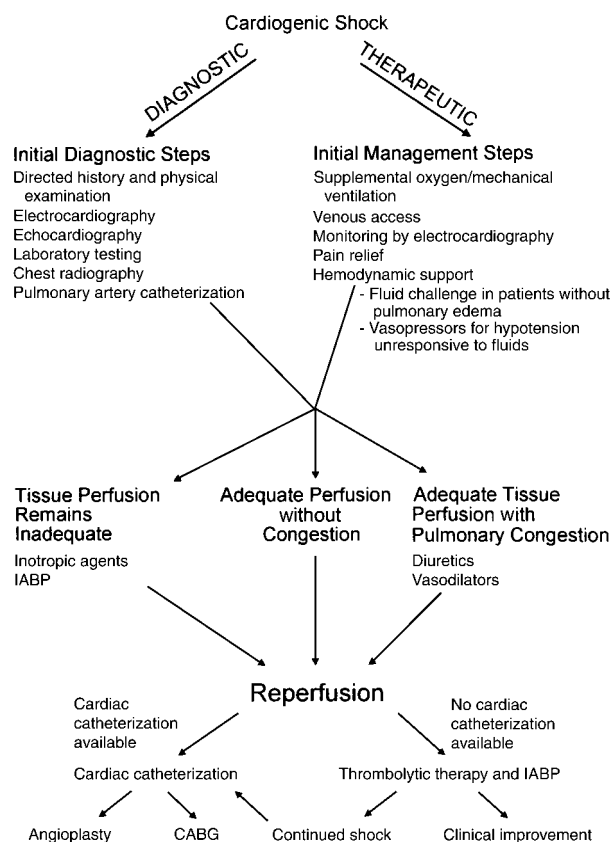 Cardiogenic Shock
DIAGNOSTIC
THERAPEUTIC
Initial Diagnostic Steps
Directed history and physical
examination
Electrocardiography
Echocardiography
Laboratory testing
Chest radiography
Pulmonary artery catheterization
Initial Management Steps
Supplemental oxygen/mechanical
ventilation
Venous access
Monitoring by electrocardiography
Pain relief
Hemodynamic support
- Fluid challenge in patients without
pulmonary edema
- Vasopressors for hypotension
unresponsive to fluids
Tissue Perfusion
Remains
Inadequate
Inotropic agents
IABP
Adequate Perfusion
without
Congestion
Adequate Tissue
Perfusion with
Pulmonary Congestion
Diuretics
Vasodilators
Reperfusion
Cardiac
catheterization
available
No cardiac
catheterization
available
Cardiac catheterization
Thrombolytic therapy and IABP
Angioplasty
CABG
Continued shock
Clinical improvement